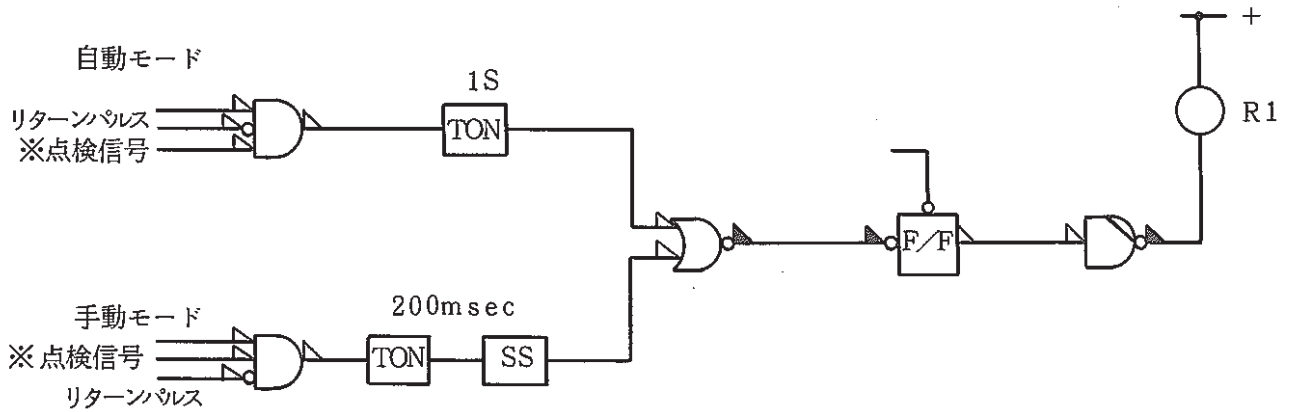 自動モード
リターンパルス
※点検信号
1S
TON
手動モード
※点検信号
リターンパルス
200msec
TON
SS
F/F
+
R1